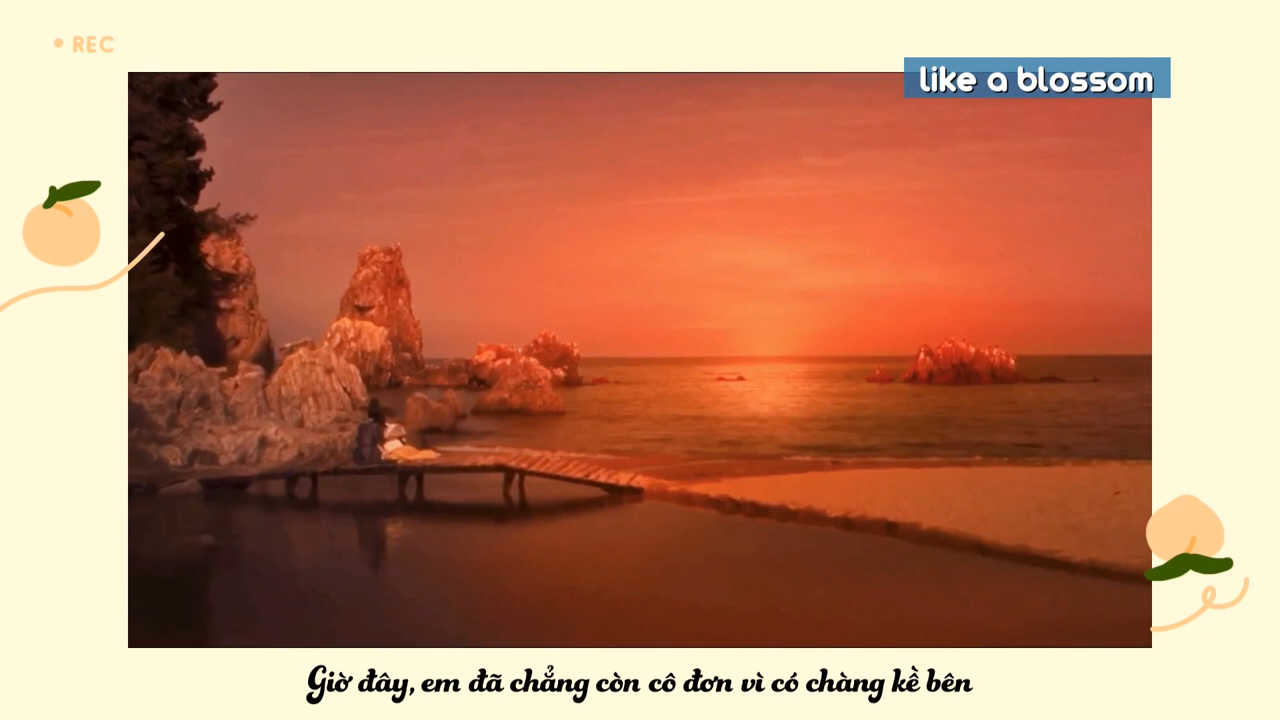 • REC
like a blossom
Giờ đây, em đã chẳng còn cô đơn vì có chàng kề bên